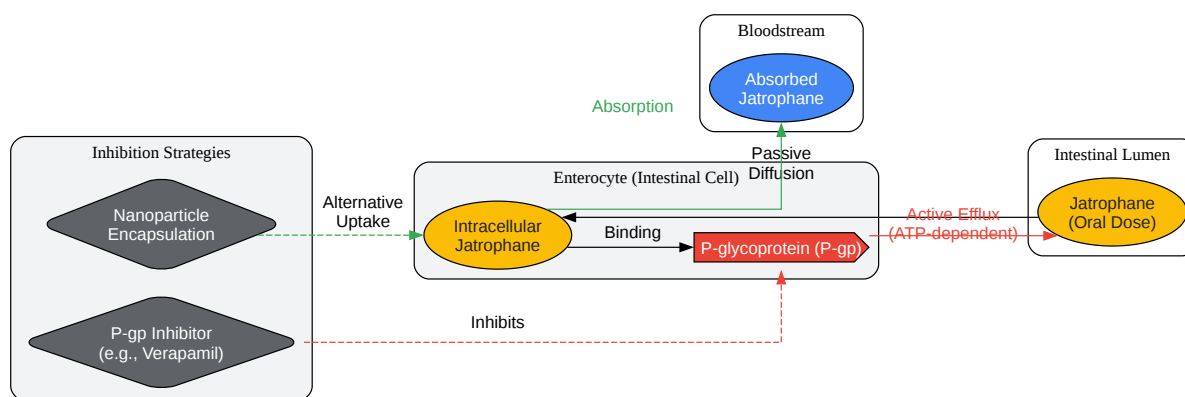 Bloodstream
Absorbed
Jatrophane
Absorption
Inhibition Strategies
Nanoparticle
Encapsulation
P-gp Inhibitor
(e.g., Verapamil)
Alternative
Uptake
Inhibits
Enterocyte (Intestinal Cell)
Passive
Diffusion
Intracellular
Jatrophane
Binding
P-glycoprotein (P-gp)
Active Efflux
(ATP-dependent)
Intestinal Lumen
Jatrophane
(Oral Dose)